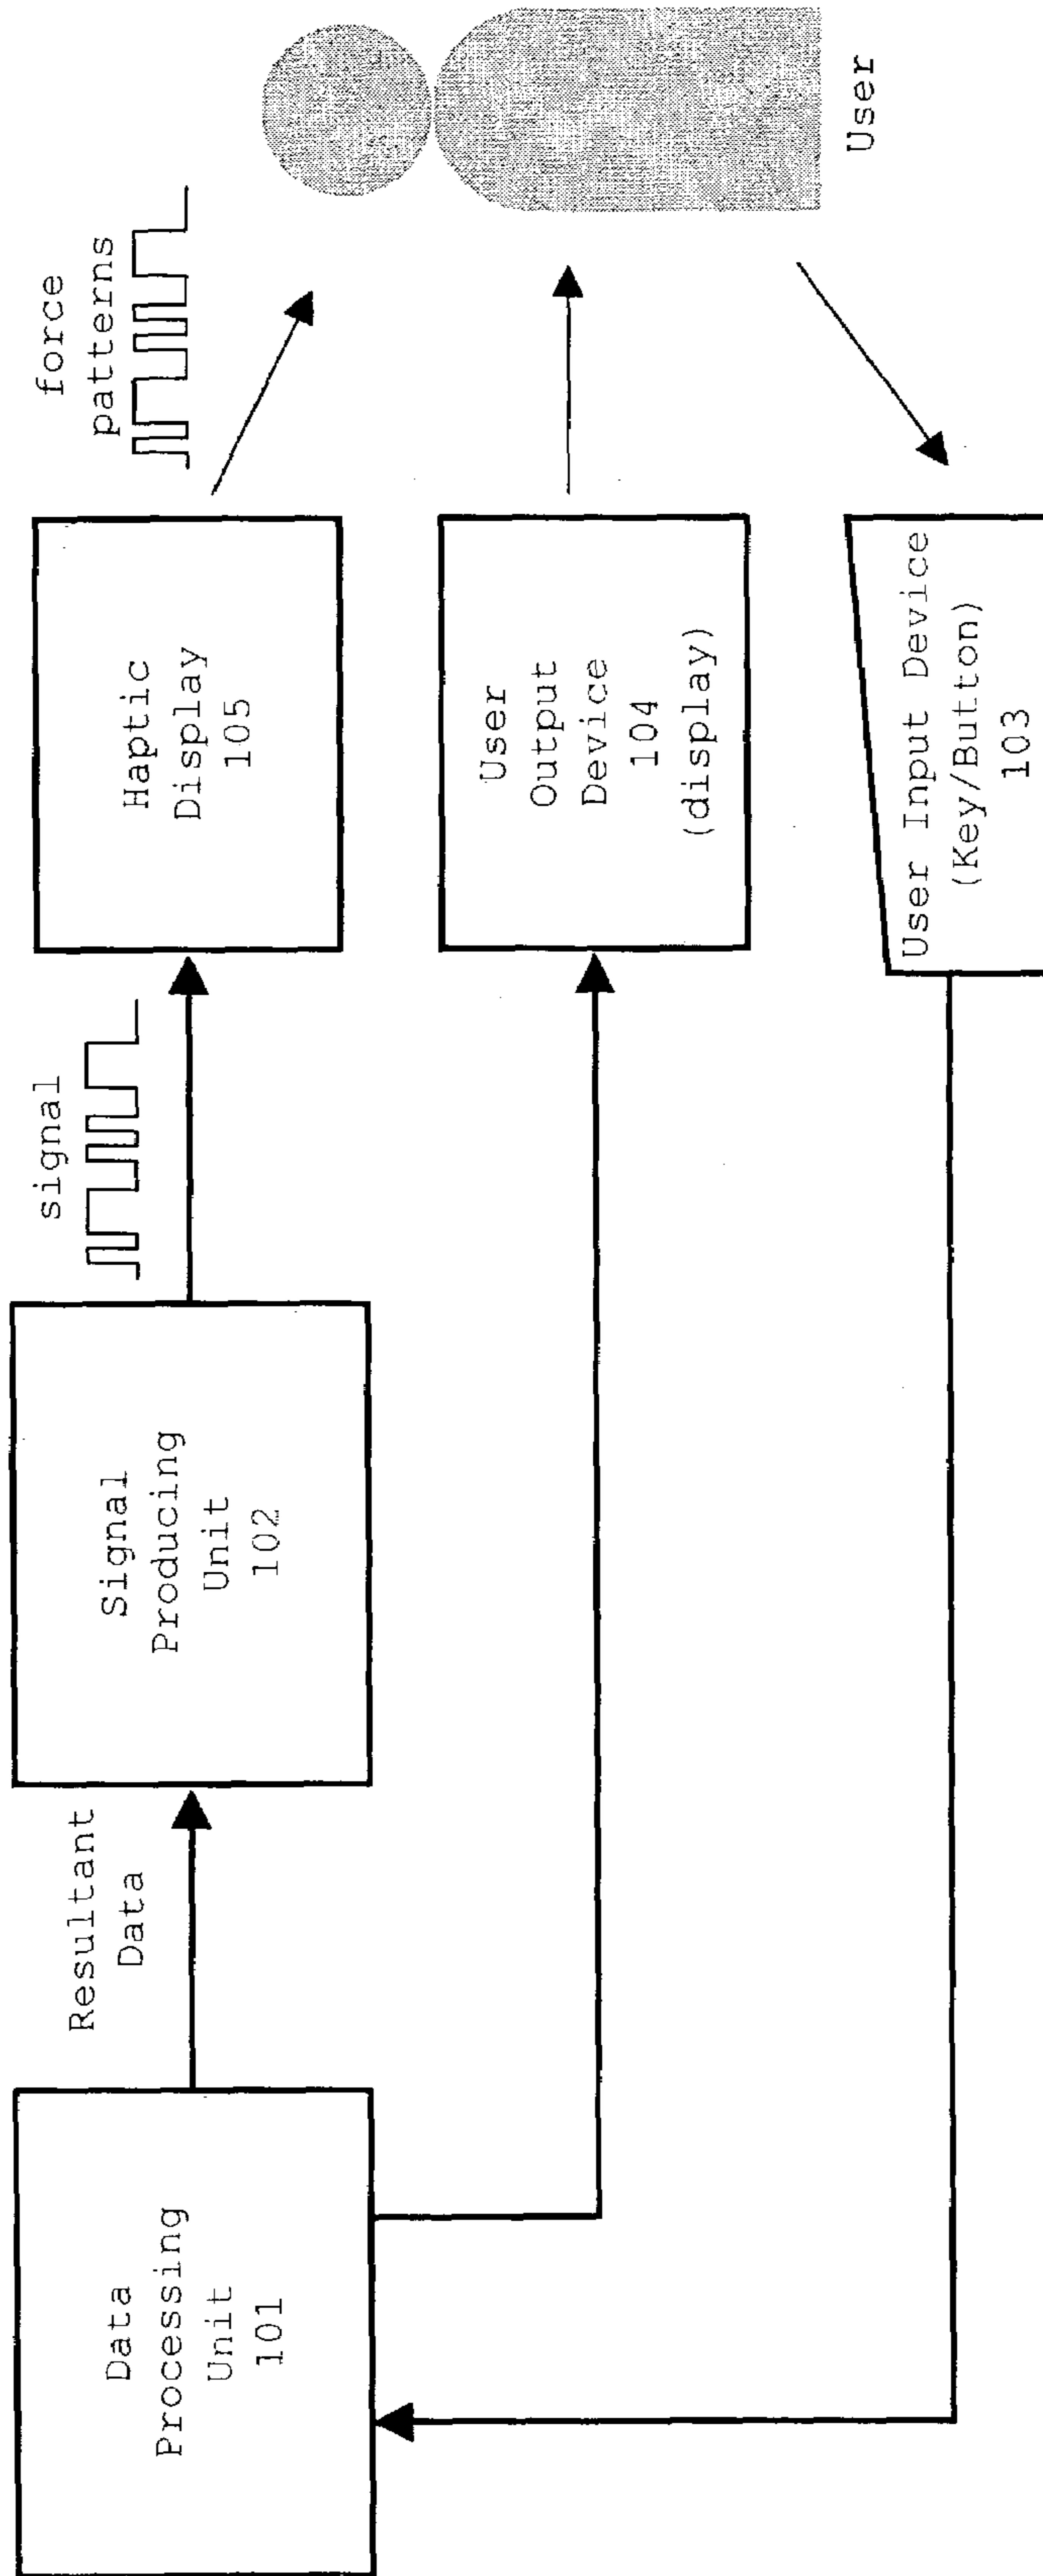 Data
Processing
Unit
101
Resultant
Data
Signal
Producing
Unit
102
signal
Haptic
Display
105
force
patterns
User
Output
Device
104
(display)
User Input Device
(Key/Button)
103
User